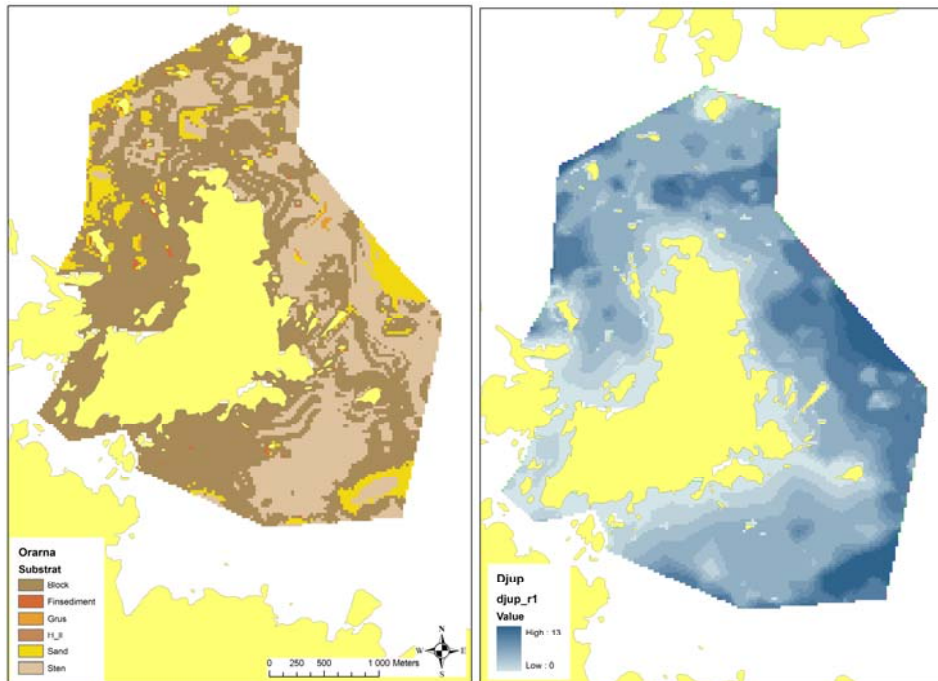 Orarna
Substrat
Block
Finsediment
Grus
H_ll
Sand
Sten
N
W E
S
0 250 500 1 000 Meters
Djup
djup_r1
Value
High : 13
Low : 0